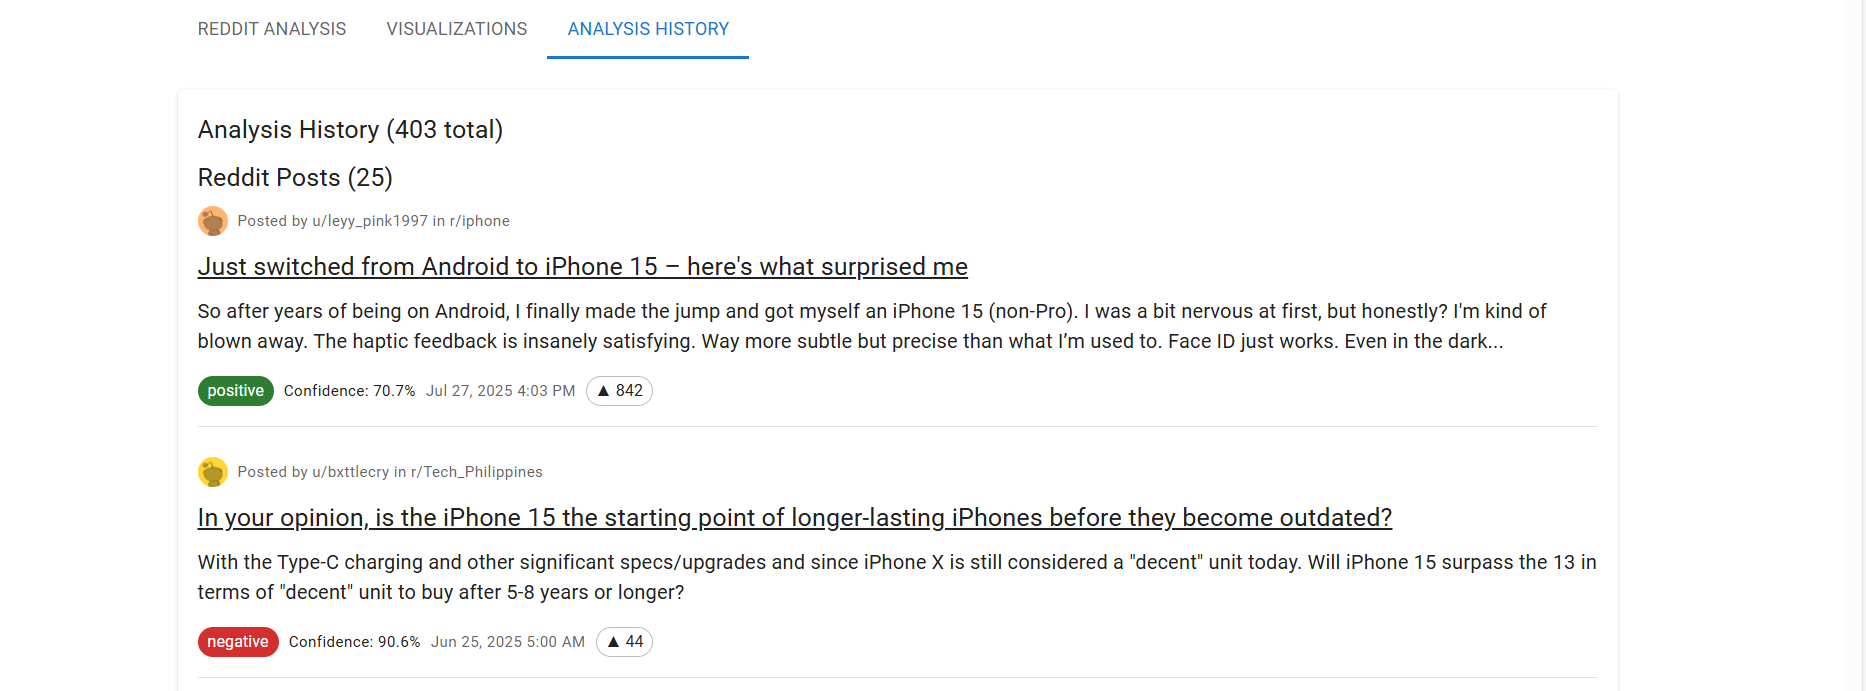 REDDIT ANALYSIS VISUALIZATIONS ANALYSIS HISTORY
Analysis History (403 total)
Reddit Posts (25)
Posted by u/leyy_pink1997 in r/iphone
Just switched from Android to iPhone 15 – here's what surprised me
So after years of being on Android, I finally made the jump and got myself an iPhone 15 (non-Pro). I was a bit nervous at first, but honestly? I'm kind of
blown away. The haptic feedback is insanely satisfying. Way more subtle but precise than what I’m used to. Face ID just works. Even in the dark...
positive Confidence: 70.7% Jul 27, 2025 4:03 PM ▲ 842
Posted by u/bxttlecry in r/Tech_Philippines
In your opinion, is the iPhone 15 the starting point of longer-lasting iPhones before they become outdated?
With the Type-C charging and other significant specs/upgrades and since iPhone X is still considered a "decent" unit today. Will iPhone 15 surpass the 13 in
terms of "decent" unit to buy after 5-8 years or longer?
negative Confidence: 90.6% Jun 25, 2025 5:00 AM ▲ 44